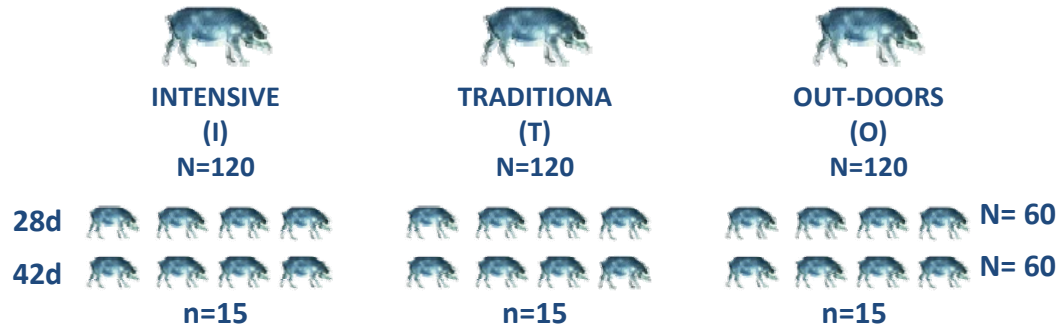 INTENSIVE
(I)
N=120
TRADITIONA
(T)
N=120
OUT-DOORS
(O)
N=120
28d
N= 60
42d
N= 60
n=15
n=15
n=15